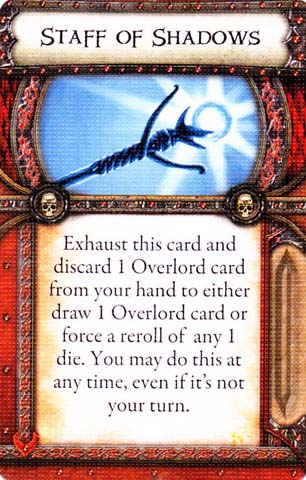 STAFF OF SHADOWS
Exhaust this card and
discard 1 Overlord card
from your hand to either
draw 1 Overlord card or
force a reroll of any 1
die. You may do this at
any time, even if it's not
your turn.